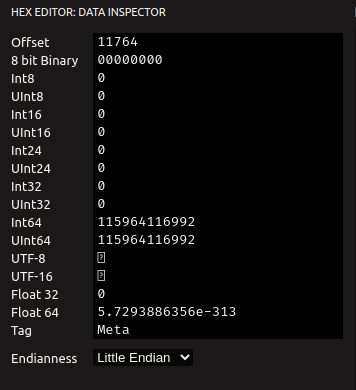 HEX EDITOR: DATA INSPECTOR
Offset 11764
8 bit Binary 00000000
Int8 0
UInt8 0
Int16 0
UInt16 0
Int24 0
UInt24 0
Int32 0
UInt32 0
Int64 115964116992
UInt64 115964116992
UTF-8
UTF-16
Float 32 0
Float 64 5.7293886356e-313
Tag Meta
Endianness Little Endian